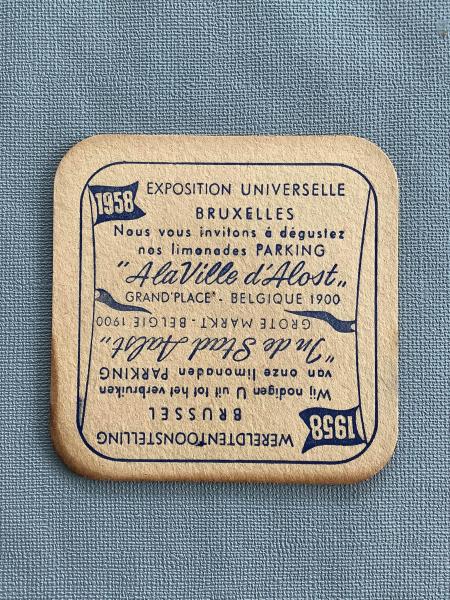 1958
EXPOSITION UNIVERSELLE
BRUXELLES
Nous vous invitons á dégustez
nos limonades PARKING
"A la Ville d'Alost"
GRAND'PLACE" - BELGIQUE 1900
1958
WERELDTENTOONSTELLING
BRUSSEL
Wij nodigen U uit tot het verbruiken
van onze limonaden PARKING
"In de Stad Aalst"
GROTE MARKT - BELGIE 1900